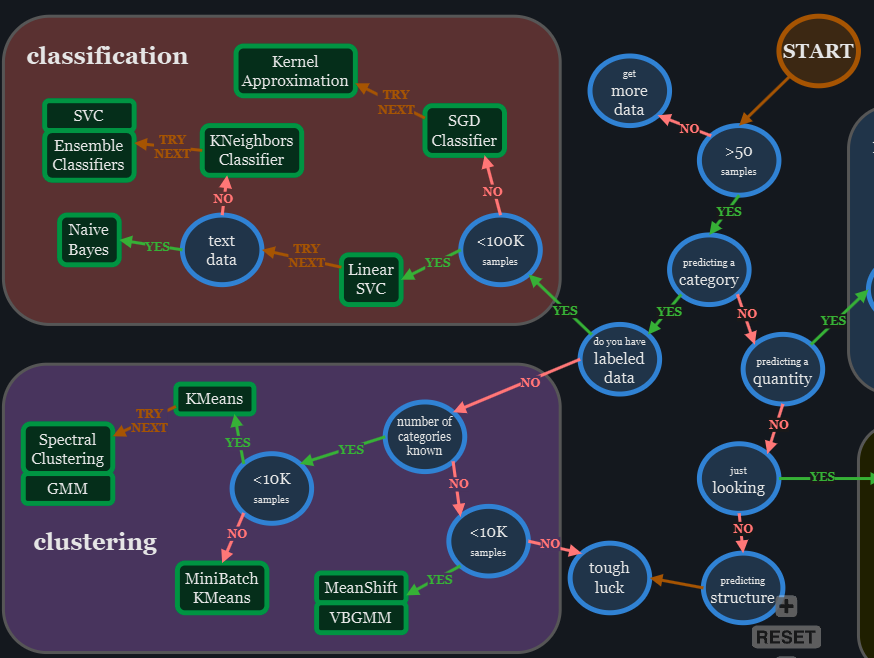 classification
Kernel
Approximation
START
get
more
data
SVC
Ensemble
Classifiers
TRY
NEXT
KNeighbors
Classifier
TRY
NEXT
SGD
Classifier
NO
>50
samples
NO
NO
YES
Naive
Bayes
YES
text
data
TRY
NEXT
Linear
SVC
YES
<100K
samples
predicting a
category
YES
YES
NO
YES
do you have
labeled
data
predicting a
quantity
NO
KMeans
TRY
NEXT
Spectral
Clustering
GMM
YES
number of
categories
known
YES
NO
<10K
samples
NO
just
looking
YES
NO
clustering
<10K
samples
NO
NO
MiniBatch
KMeans
MeanShift
VBGMM
YES
tough
luck
predicting
structure
RESET